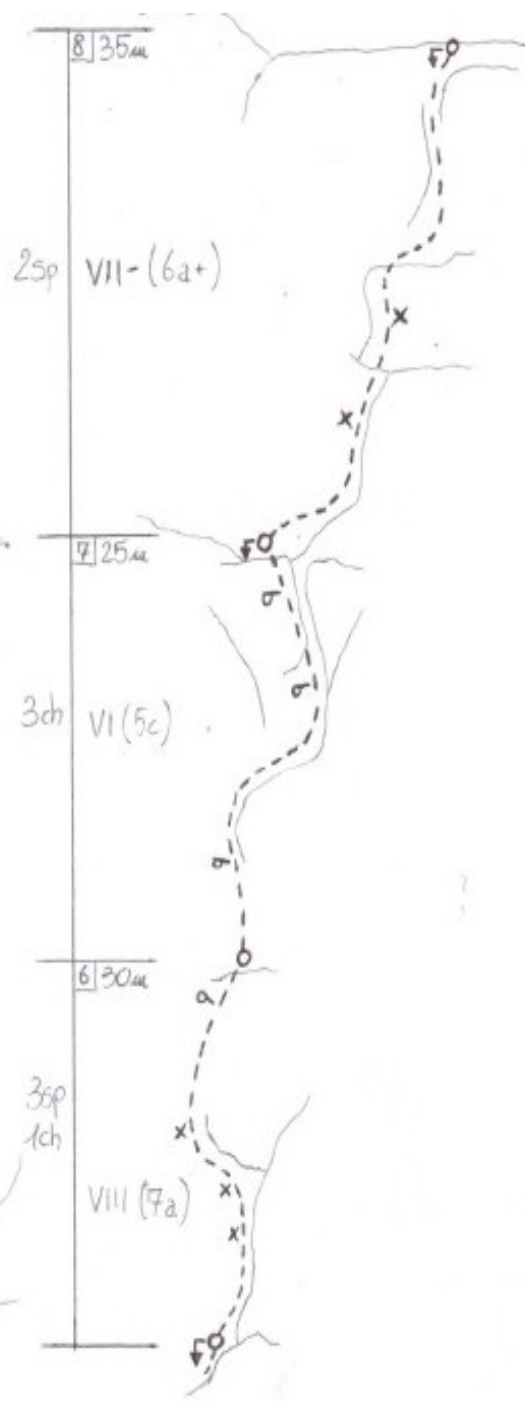 8 35m
2sp VII- (6a+)
7 25m
3ch VI (5c)
6 30m
3sp
1ch
VIII (7a)